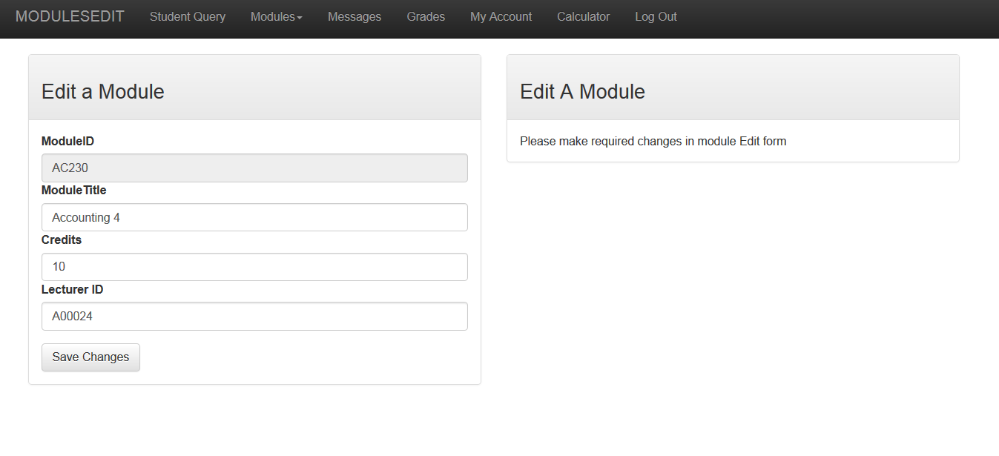 MODULESEDIT Student Query Modules Messages Grades My Account Calculator Log Out
Edit a Module
ModuleID
AC230
ModuleTitle
Accounting 4
Credits
10
Lecturer ID
A00024
Save Changes
Edit A Module
Please make required changes in module Edit form